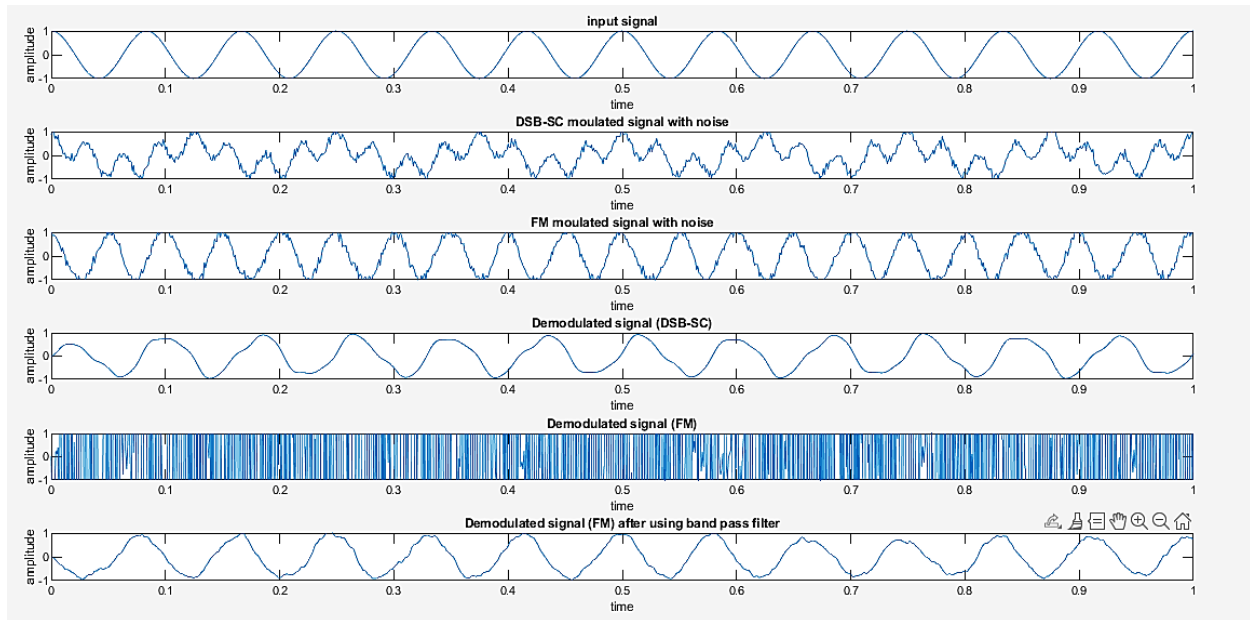 input signal
amplitude
1
0
-1
0 0.1 0.2 0.3 0.4 0.5 0.6 0.7 0.8 0.9 1
time
DSB-SC moulated signal with noise
amplitude
1
0
-1
0 0.1 0.2 0.3 0.4 0.5 0.6 0.7 0.8 0.9 1
time
FM moulated signal with noise
amplitude
1
0
-1
0 0.1 0.2 0.3 0.4 0.5 0.6 0.7 0.8 0.9 1
time
Demodulated signal (DSB-SC)
amplitude
1
0
-1
0 0.1 0.2 0.3 0.4 0.5 0.6 0.7 0.8 0.9 1
time
Demodulated signal (FM)
amplitude
1
0
-1
0 0.1 0.2 0.3 0.4 0.5 0.6 0.7 0.8 0.9 1
time
Demodulated signal (FM) after using band pass filter
amplitude
1
0
-1
0 0.1 0.2 0.3 0.4 0.5 0.6 0.7 0.8 0.9 1
time